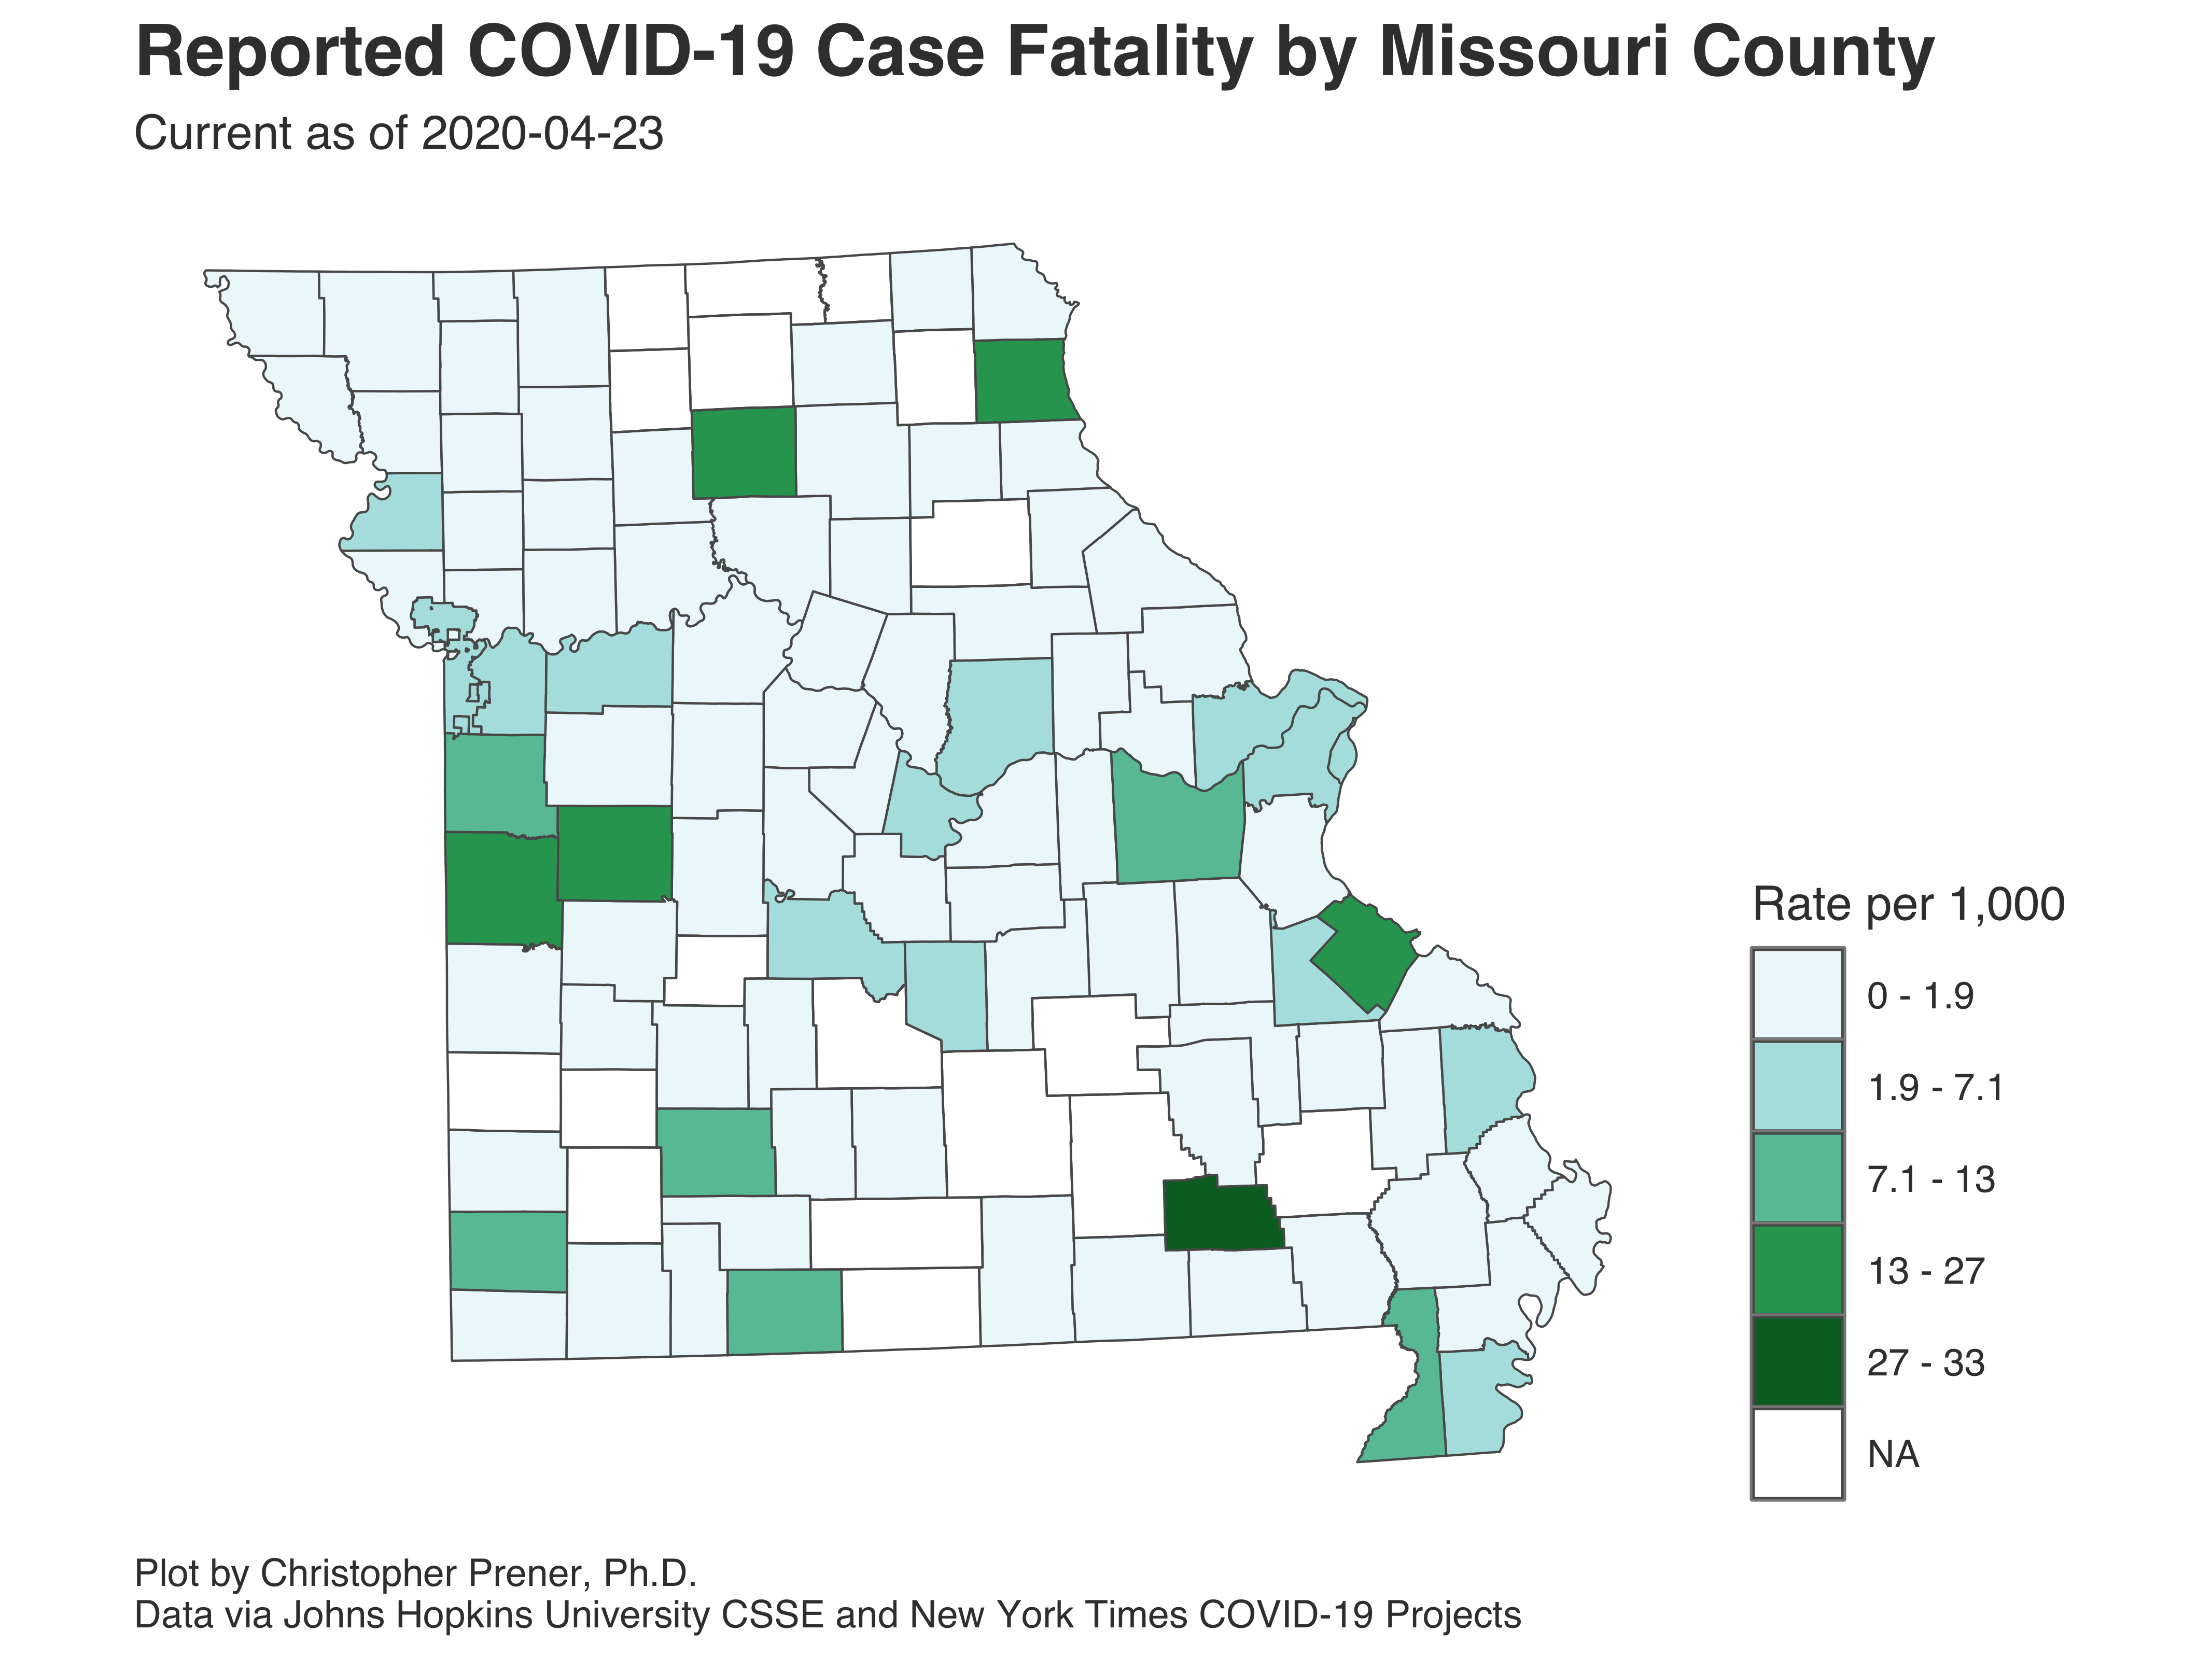 Reported COVID-19 Case Fatality by Missouri County
Current as of 2020-04-23
Rate per 1,000
0 - 1.9
1.9 - 7.1
7.1 - 13
13 - 27
27 - 33
NA
Plot by Christopher Prener, Ph.D.
Data via Johns Hopkins University CSSE and New York Times COVID-19 Projects